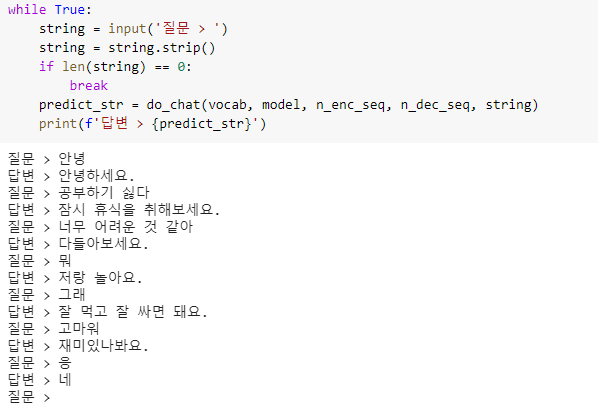 while True:
    string = input('질문 > ')
    string = string.strip()
    if len(string) == 0:
        break
    predict_str = do_chat(vocab, model, n_enc_seq, n_dec_seq, string)
    print(f'답변 > {predict_str}')
질문 > 안녕
답변 > 안녕하세요.
질문 > 공부하기 싫다
답변 > 잠시 휴식을 취해보세요.
질문 > 너무 어려운 것 같아
답변 > 다들아보세요.
질문 > 뭐
답변 > 저랑 놀아요.
질문 > 그래
답변 > 잘 먹고 잘 싸면 돼요.
질문 > 고마워
답변 > 재미있나봐요.
질문 > 응
답변 > 네
질문 >